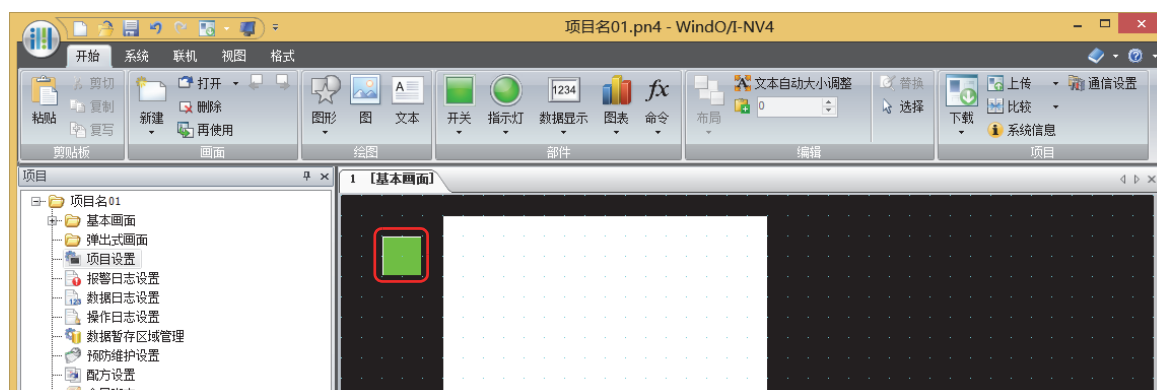 项目名01.pn4 - WindO/I-NV4
开始 系统 联机 视图 格式
粘贴 剪切 复制 复写
新建 打开 删除 再使用
图形 图 文本
A
开关 指示灯 数据显示 图表 命令
1234 fx
布局 文本自动大小调整 0 替换 选择
下载 上传 比较 系统信息 通信设置
剪贴板 画面 绘图 部件 编辑 项目
项目
1 [基本画面]
项目名01
基本画面
弹出式画面
项目设置
报警日志设置
数据日志设置
123
操作日志设置
数据暂存区域管理
预防维护设置
配方设置